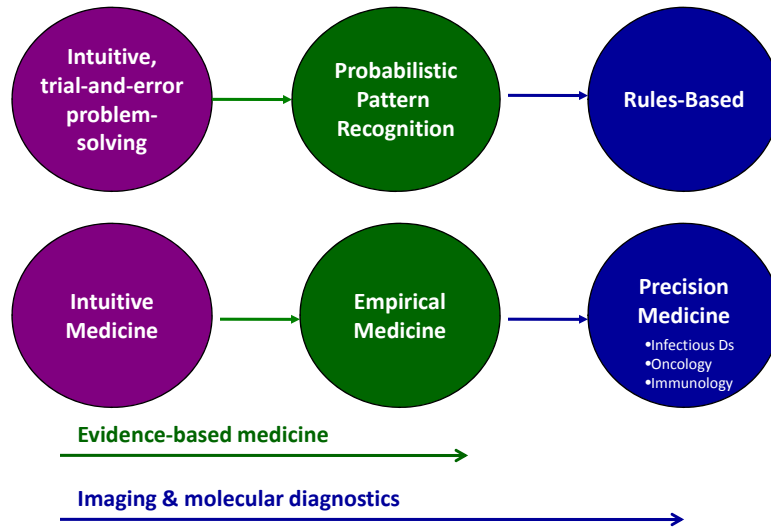 Intuitive,
trial-and-error
problem-
solving
Probabilistic
Pattern
Recognition
Rules-Based
Intuitive
Medicine
Empirical
Medicine
Precision
Medicine
•Infectious Ds
•Oncology
•Immunology
Evidence-based medicine
Imaging & molecular diagnostics